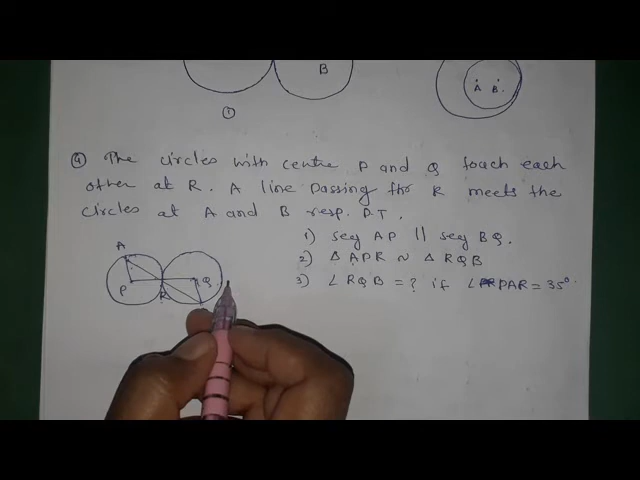 B
A B
①
④ The circles with centre P and Q touch each
other at R. A line passing thr R meets the
circles at A and B resp. P.T.
1) seg AP || seg BQ.
2) △ APR ~ △ RQB
3) ∠ RQB = ? if ∠ PAR = 35°.
A
P
R
Q